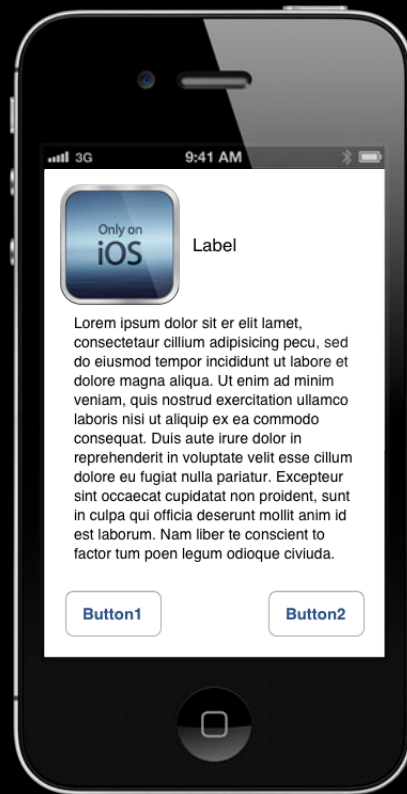 3G
9:41 AM
Only on
iOS
Label
Lorem ipsum dolor sit er elit lamet,
consectetaur cillium adipisicing pecu, sed
do eiusmod tempor incididunt ut labore et
dolore magna aliqua. Ut enim ad minim
veniam, quis nostrud exercitation ullamco
laboris nisi ut aliquip ex ea commodo
consequat. Duis aute irure dolor in
reprehenderit in voluptate velit esse cillum
dolore eu fugiat nulla pariatur. Excepteur
sint occaecat cupidatat non proident, sunt
in culpa qui officia deserunt mollit anim id
est laborum. Nam liber te conscient to
factor tum poen legum odioque civiuda.
Button1
Button2